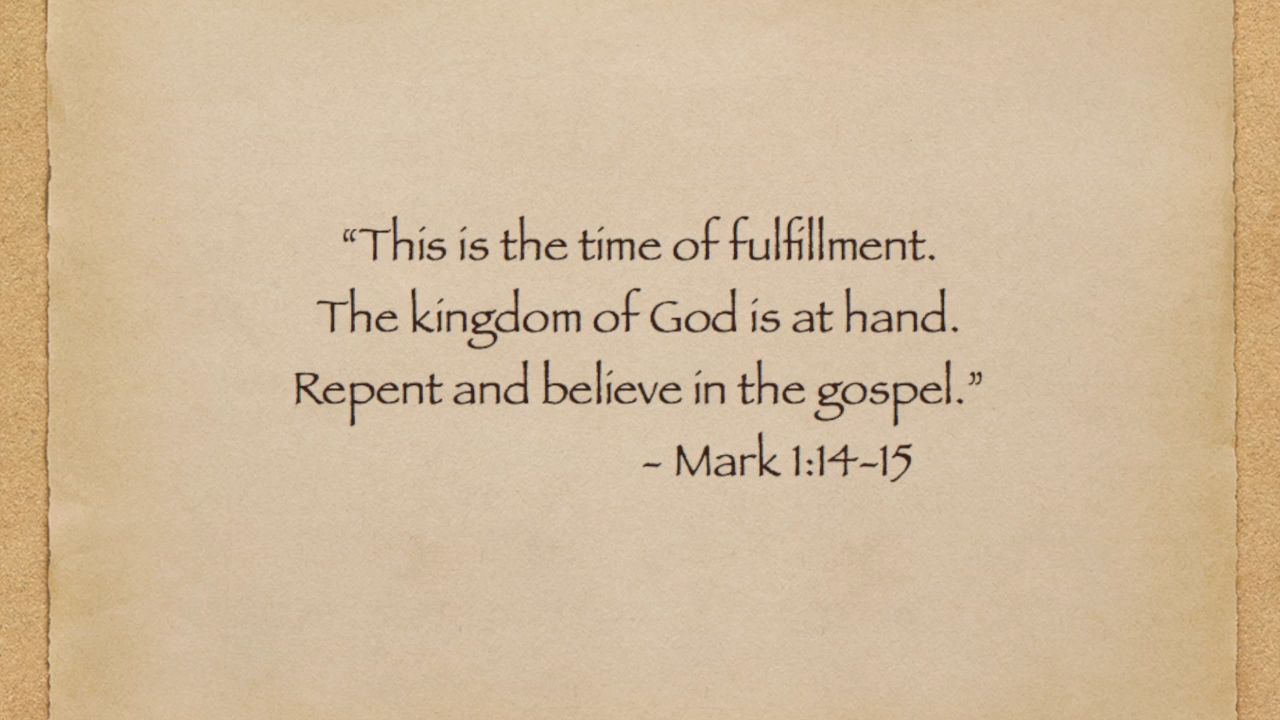 “This is the time of fulfillment.
The kingdom of God is at hand.
Repent and believe in the gospel.”
- Mark 1:14-15